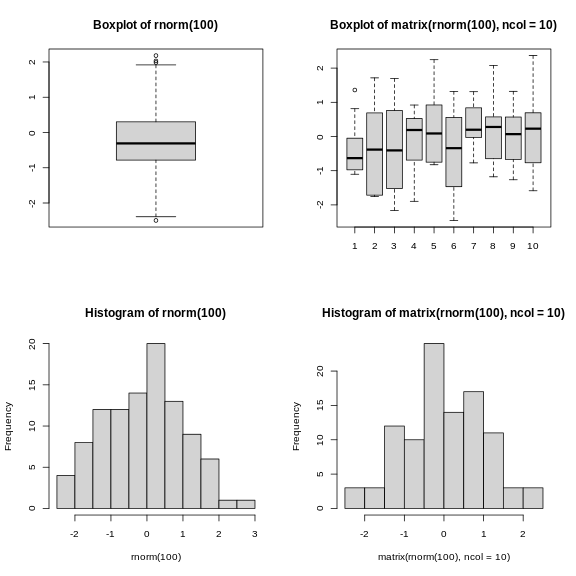 Boxplot of rnorm(100)
2
1
0
-1
-2
Boxplot of matrix(rnorm(100), ncol = 10)
2
1
0
-1
-2
1 2 3 4 5 6 7 8 9 10
Histogram of rnorm(100)
Frequency
20
15
10
5
0
-2 -1 0 1 2 3
rnorm(100)
Histogram of matrix(rnorm(100), ncol = 10)
Frequency
20
15
10
5
0
-2 -1 0 1 2
matrix(rnorm(100), ncol = 10)